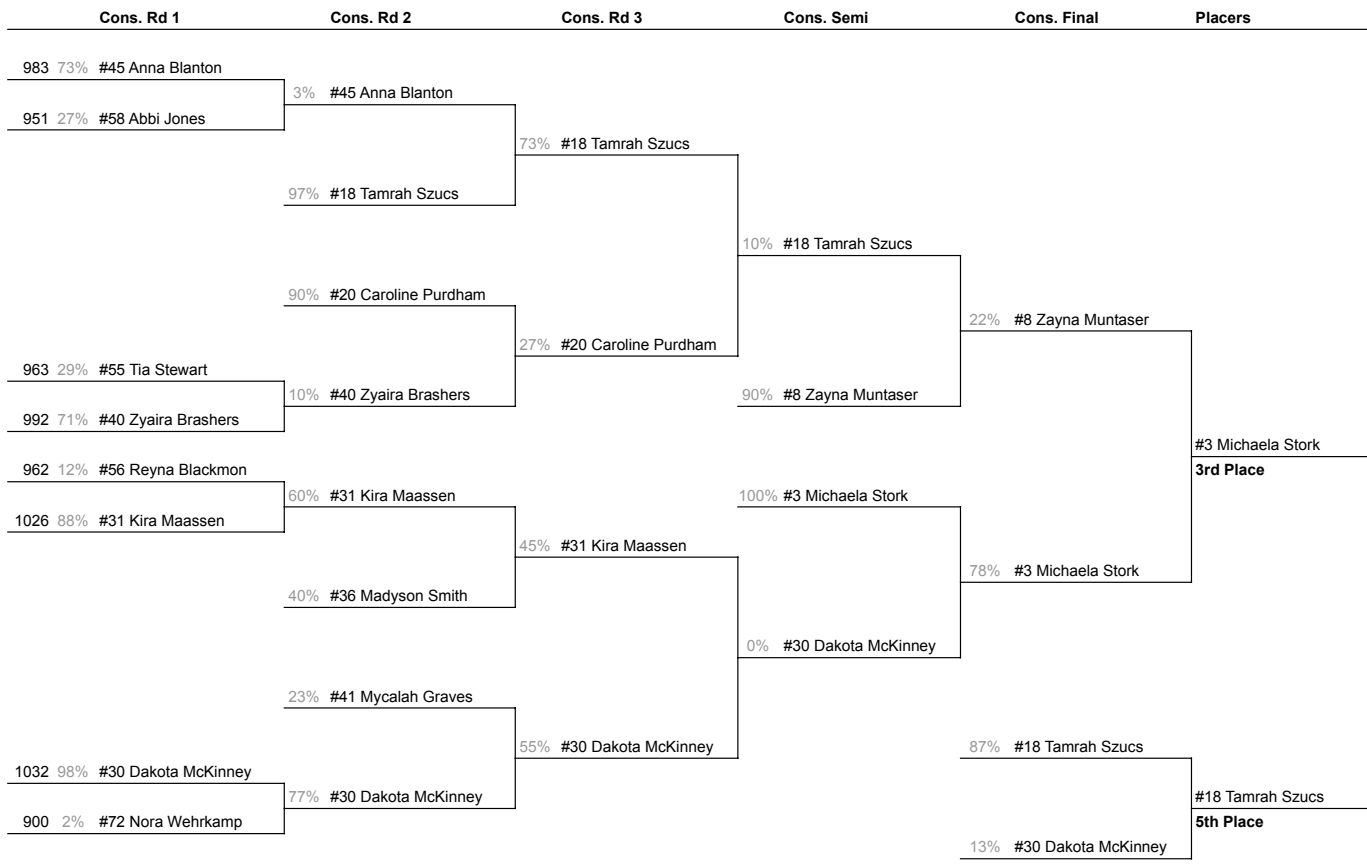 Cons. Rd 1 Cons. Rd 2 Cons. Rd 3 Cons. Semi Cons. Final Placers
983 73% #45 Anna Blanton
3% #45 Anna Blanton
951 27% #58 Abbi Jones
73% #18 Tamrah Szucs
97% #18 Tamrah Szucs
10% #18 Tamrah Szucs
90% #20 Caroline Purdham
22% #8 Zayna Muntaser
27% #20 Caroline Purdham
963 29% #55 Tia Stewart
10% #40 Zyaira Brashers
90% #8 Zayna Muntaser
992 71% #40 Zyaira Brashers
#3 Michaela Stork
962 12% #56 Reyna Blackmon
3rd Place
60% #31 Kira Maassen
100% #3 Michaela Stork
1026 88% #31 Kira Maassen
45% #31 Kira Maassen
78% #3 Michaela Stork
40% #36 Madyson Smith
0% #30 Dakota McKinney
23% #41 Mycalah Graves
55% #30 Dakota McKinney
87% #18 Tamrah Szucs
1032 98% #30 Dakota McKinney
77% #30 Dakota McKinney
#18 Tamrah Szucs
900 2% #72 Nora Wehrkamp
5th Place
13% #30 Dakota McKinney